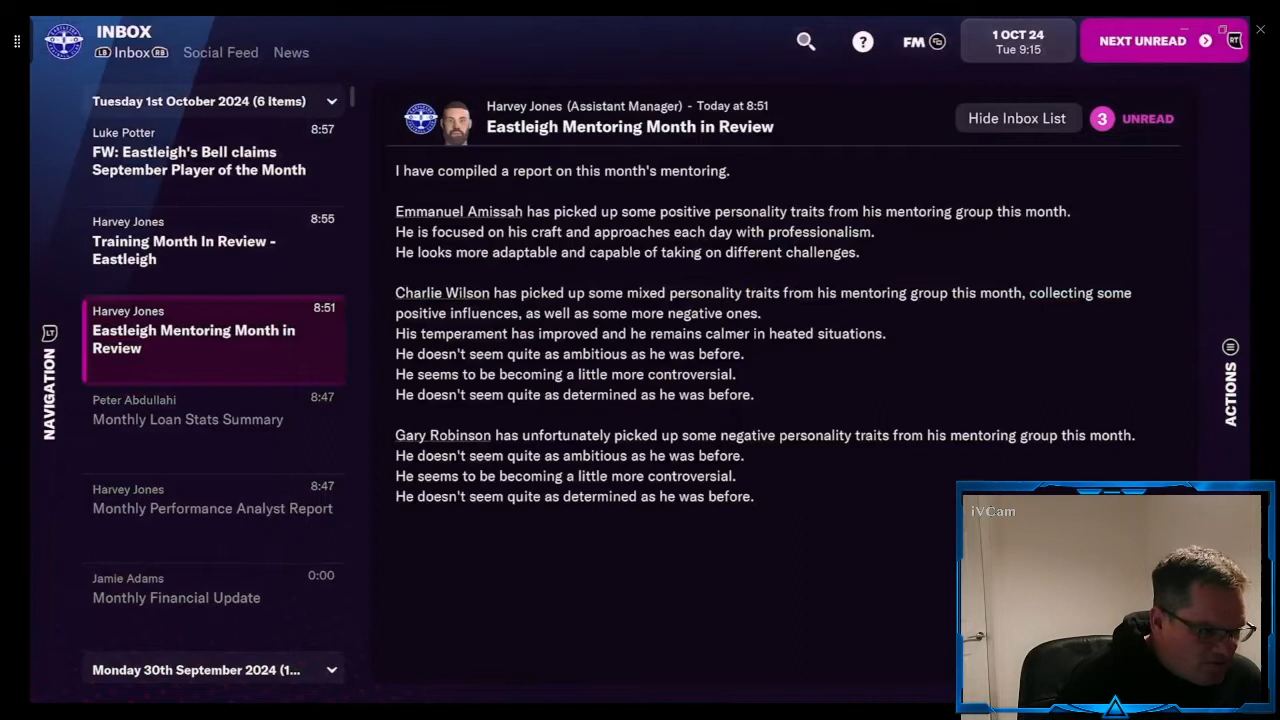 INBOX
LB Inbox RB Social Feed News
? FM
1 OCT 24
Tue 9:15
NEXT UNREAD RT
Tuesday 1st October 2024 (6 Items)
Luke Potter 8:57
FW: Eastleigh's Bell claims
September Player of the Month
Harvey Jones 8:55
Training Month In Review -
Eastleigh
Harvey Jones 8:51
Eastleigh Mentoring Month in
Review
Peter Abdullahi 8:47
Monthly Loan Stats Summary
Harvey Jones 8:47
Monthly Performance Analyst Report
Jamie Adams 0:00
Monthly Financial Update
Monday 30th September 2024 (1...
LT
NAVIGATION
Harvey Jones (Assistant Manager) - Today at 8:51
Eastleigh Mentoring Month in Review
Hide Inbox List
3 UNREAD
I have compiled a report on this month's mentoring.
Emmanuel Amissah has picked up some positive personality traits from his mentoring group this month.
He is focused on his craft and approaches each day with professionalism.
He looks more adaptable and capable of taking on different challenges.
Charlie Wilson has picked up some mixed personality traits from his mentoring group this month, collecting some
positive influences, as well as some more negative ones.
His temperament has improved and he remains calmer in heated situations.
He doesn't seem quite as ambitious as he was before.
He seems to be becoming a little more controversial.
He doesn't seem quite as determined as he was before.
Gary Robinson has unfortunately picked up some negative personality traits from his mentoring group this month.
He doesn't seem quite as ambitious as he was before.
He seems to be becoming a little more controversial.
He doesn't seem quite as determined as he was before.
ACTIONS
iVCam